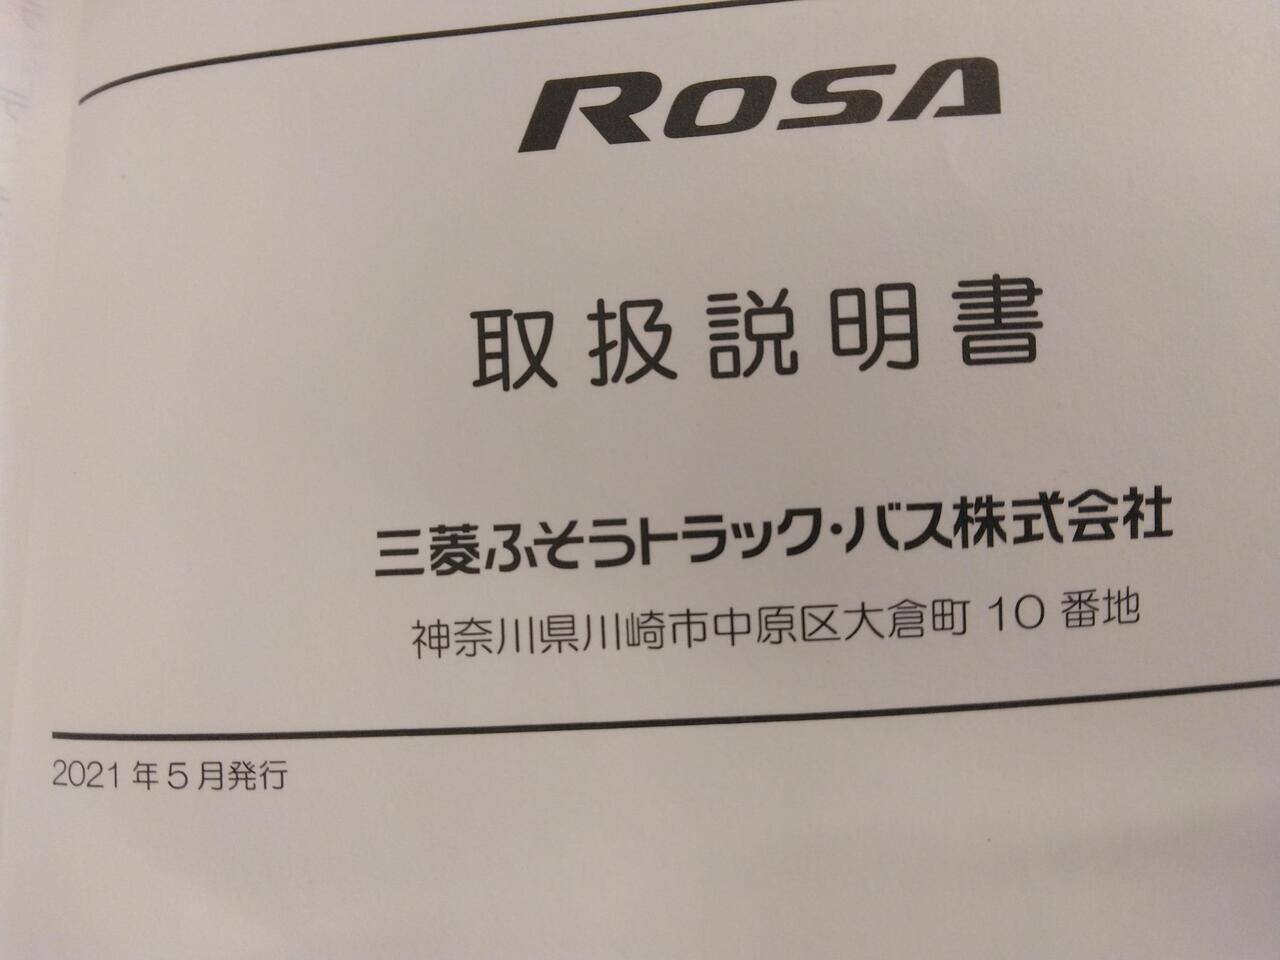 ROSA
取扱説明書
三菱ふそうトラック・バス株式会社
神奈川県川崎市中原区大倉町 10 番地
2021 年 5 月発行